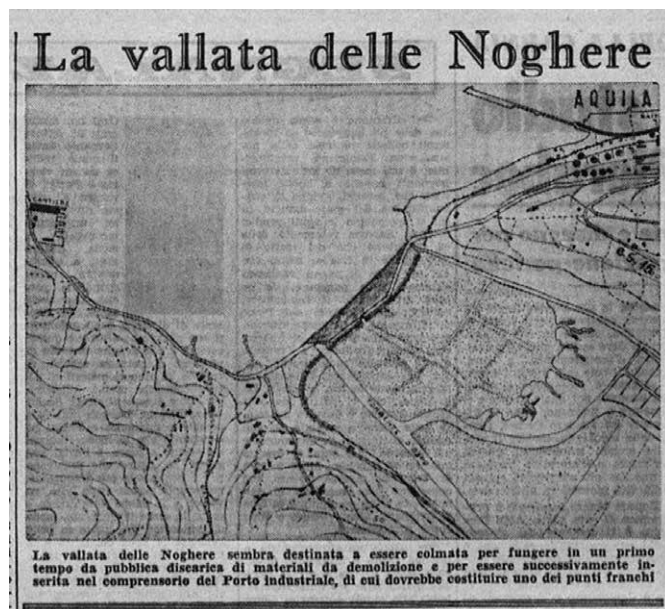 La vallata delle Noghere
AQUILA
CANTIERE
La vallata delle Noghere sembra destinata a essere colmata per fungere in un primo
tempo da pubblica discarica di materiali da demolizione e per essere successivamente in-
serita nel comprensorio del Porto industriale, di cui dovrebbe costituire uno dei punti franchi